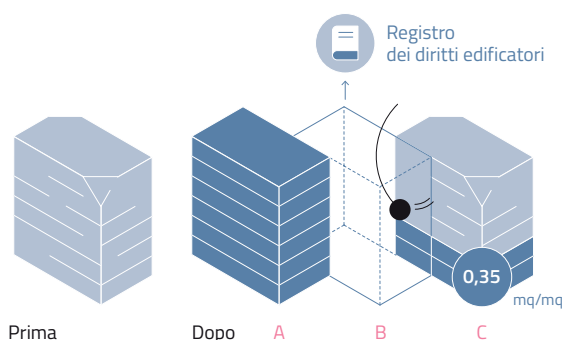 Registro
dei diritti edificatori
0,35
mq/mq
Prima
Dopo
A
B
C